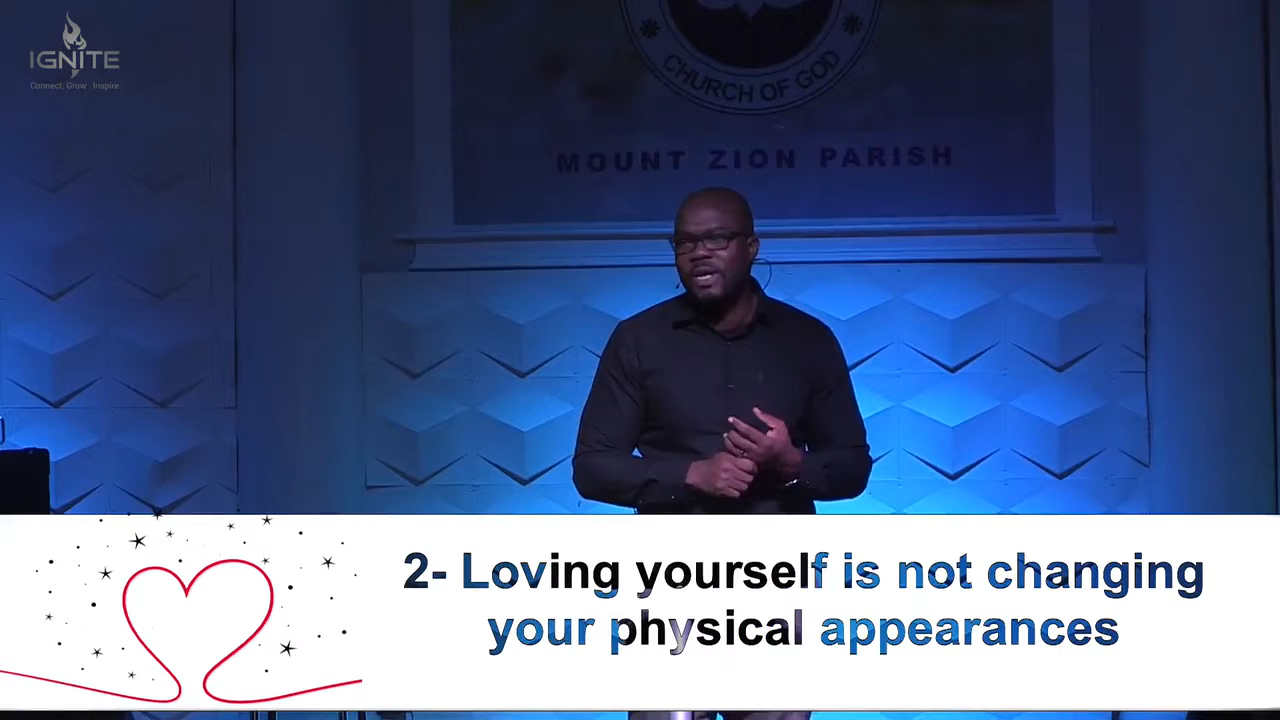 IGNITE
Connect, Grow Inspire
CHURCH OF GOD
MOUNT ZION PARISH
2- Loving yourself is not changing
your physical appearances